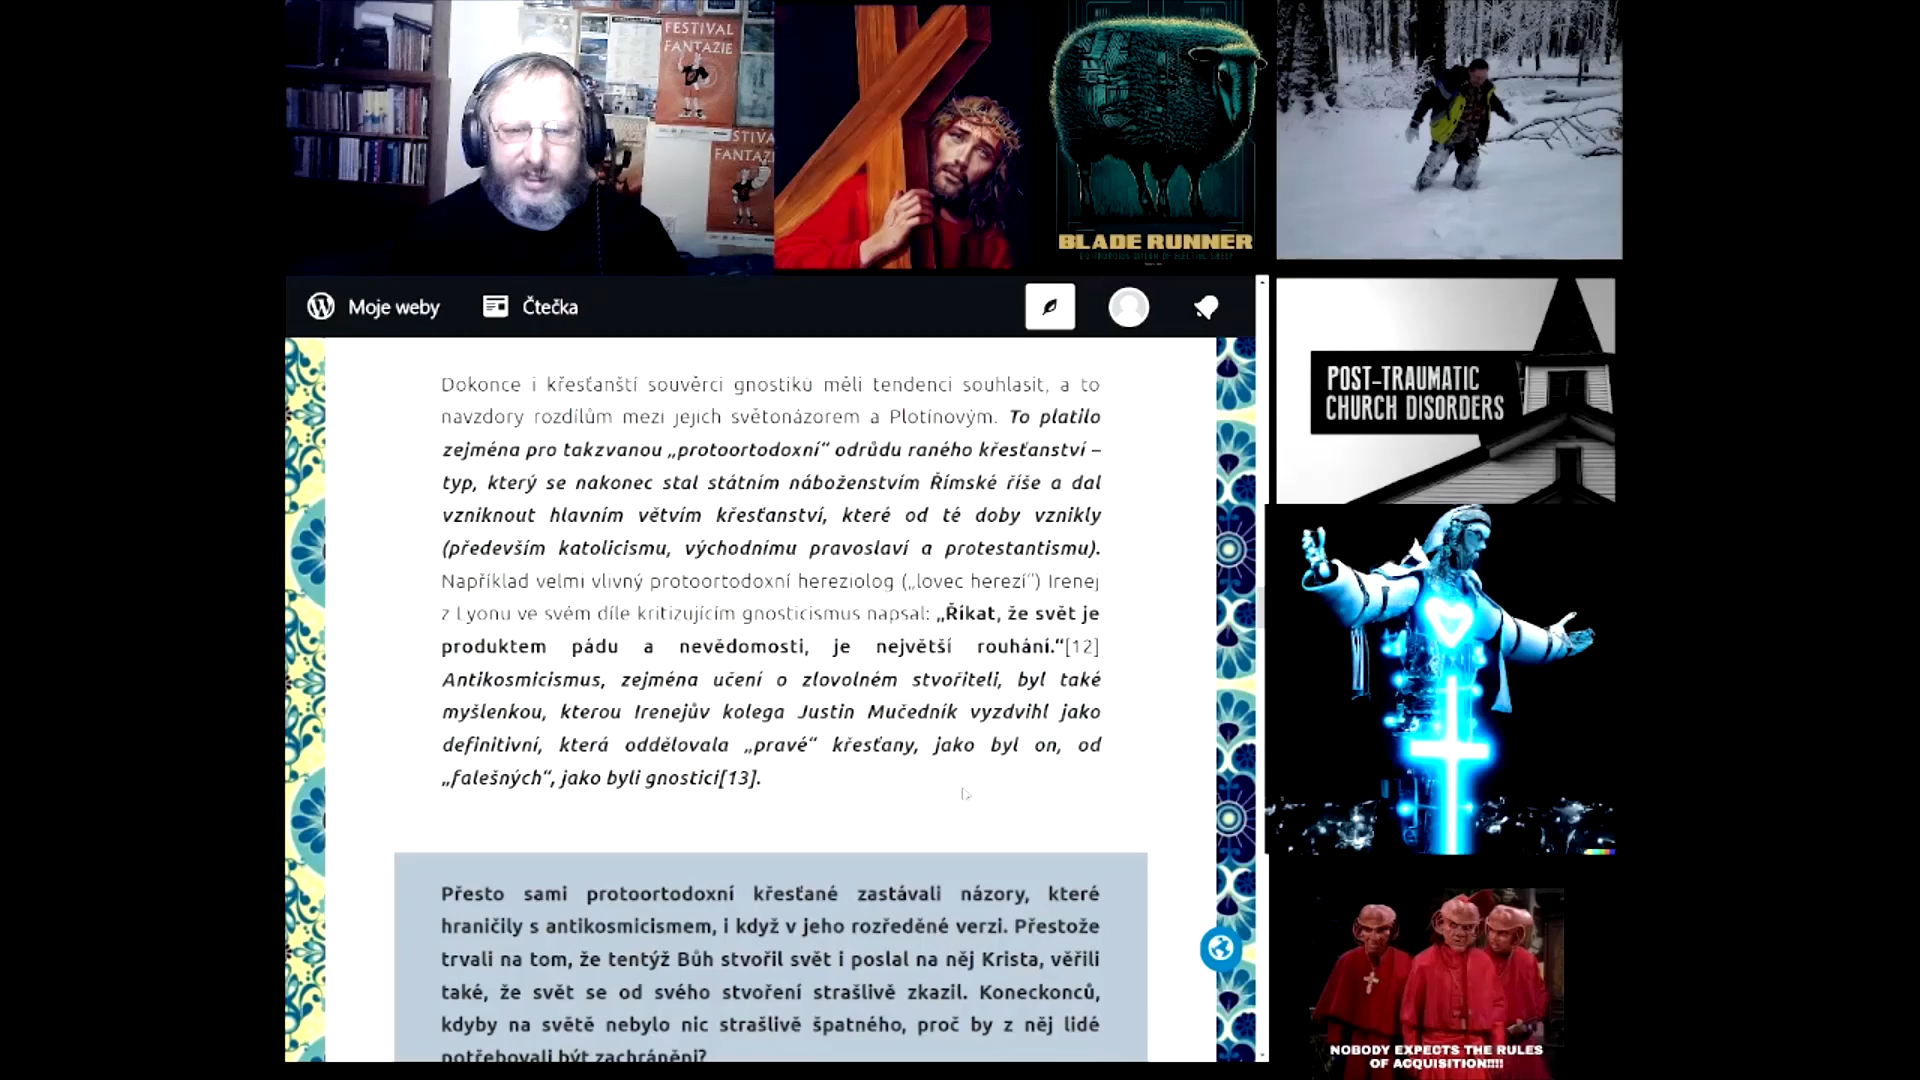 FESTIVAL
FANTAZIE
FANTAZ
BLADE RUNNER
Moje weby
Čtečka
Dokonce i křesťanští souvěrci gnostiků měli tendenci souhlasit, a to
navzdory rozdílům mezi jejich světonázorem a Plotínovým. To platilo
zejména pro takzvanou „protoortodoxní“ odrůdu raného křesťanství –
typ, který se nakonec stal státním náboženstvím Římské říše a dal
vzniknout hlavním větvím křesťanství, které od té doby vznikly
(především katolicismu, východnímu pravoslaví a protestantismu).
Například velmi vlivný protoortodoxní hereziolog („lovec herezí“) Irenej
z Lyonu ve svém díle kritizujícím gnosticismus napsal: „Říkat, že svět je
produktem pádu a nevědomosti, je největší rouhání.“[12]
Antikosmicismus, zejména učení o zlovolném stvořiteli, byl také
myšlenkou, kterou Irenejův kolega Justin Mučedník vyzdvihl jako
definitivní, která oddělovala „pravé“ křesťany, jako byl on, od
„falešných“, jako byli gnostici[13].
Přesto sami protoortodoxní křesťané zastávali názory, které
hraničily s antikosmicismem, i když v jeho rozředěné verzi. Přestože
trvali na tom, že tentýž Bůh stvořil svět i poslal na něj Krista, věřili
také, že svět se od svého stvoření strašlivě zkazil. Koneckonců,
kdyby na světě nebylo nic strašlivě špatného, proč by z něj lidé
potřebovali být zachráněni?
POST-TRAUMATIC
CHURCH DISORDERS
NOBODY EXPECTS THE RULES
OF ACQUISITION!!!!